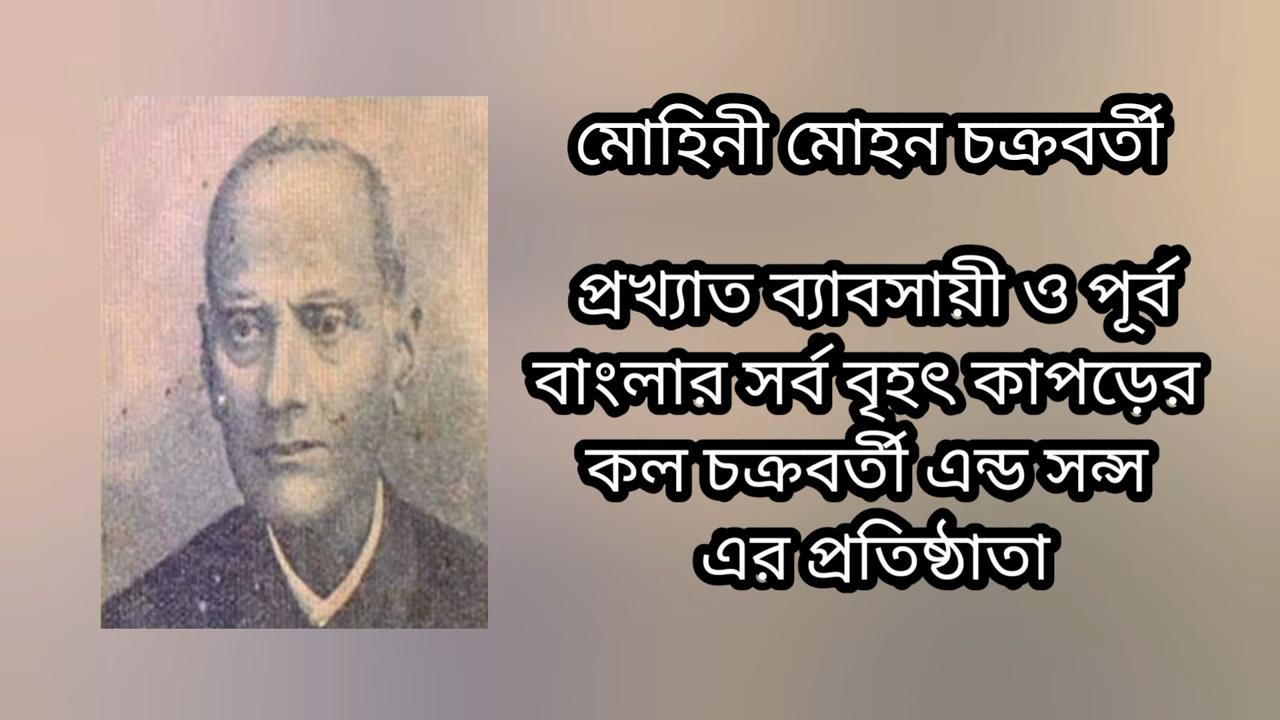 মোহিনী মোহন চক্রবর্তী
প্রখ্যাত ব্যাবসায়ী ও পূর্ব
বাংলার সর্ব বৃহৎ কাপড়ের
কল চক্রবর্তী এন্ড সন্স
এর প্রতিষ্ঠাতা